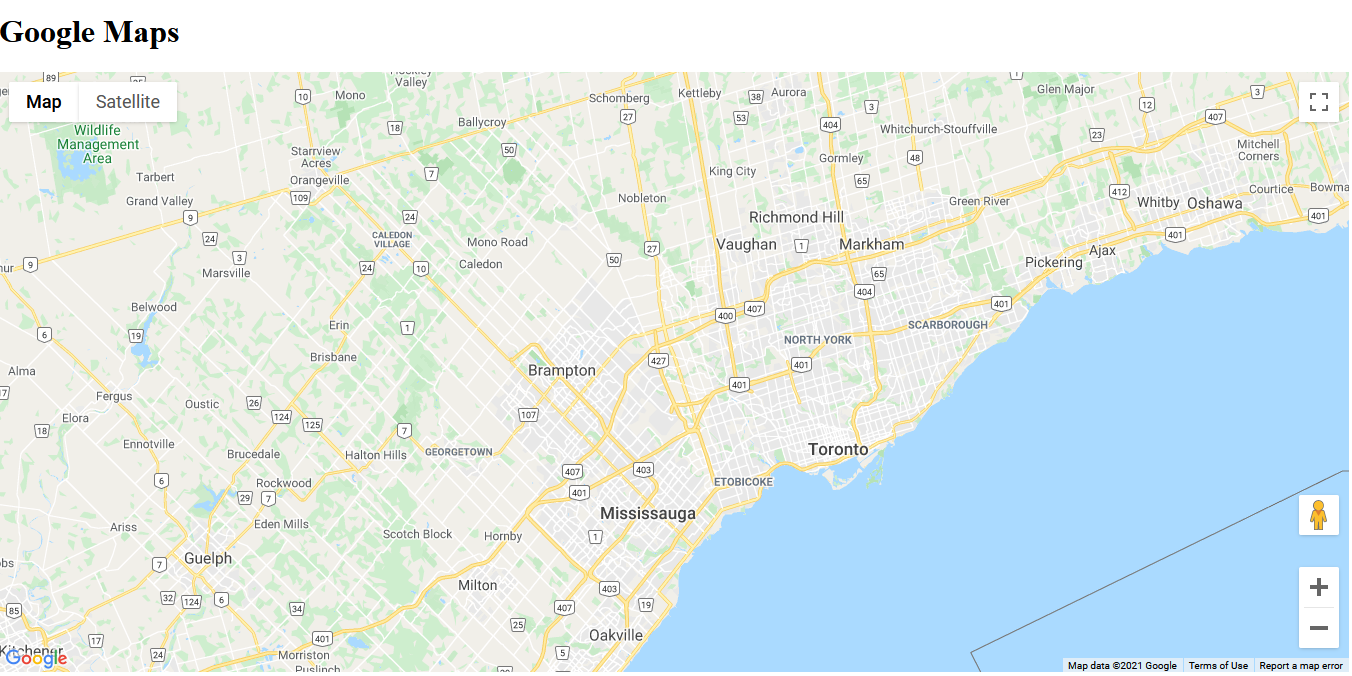 Google Maps
Map
Satellite
Wildlife
Management
Area
Tarbert
Grand Valley
Marsville
Belwood
Alma
Fergus
Elora
Oustic
Ennotville
Brucedale
Rockwood
Ariss
Eden Mills
Guelph
Morriston
Puslinch
Mono
Ballycroy
Starrview
Acres
Orangeville
CALEDON
VILLAGE
Mono Road
Caledon
Erin
Brisbane
Halton Hills
GEORGETOWN
Scotch Block
Hornby
Milton
Brampton
Mississauga
Oakville
Schomberg
Kettleby
Aurora
Nobleton
King City
Gormley
Whitchurch-Stouffville
Glen Major
Mitchell
Corners
Green River
Whitby
Oshawa
Courtice
Richmond Hill
Vaughan
Markham
Pickering
Ajax
NORTH YORK
SCARBOROUGH
Toronto
ETOBICOKE
89
10
18
50
7
109
9
24
3
24
24
10
9
6
19
1
18
26
124
125
7
6
29
7
7
32
124
6
34
85
17
401
24
27
38
53
404
3
48
65
12
23
407
3
412
401
401
27
50
1
65
404
400
407
401
427
401
401
107
407
403
401
1
403
407
19
25
5
Google
Map data ©2021 Google
Terms of Use
Report a map error